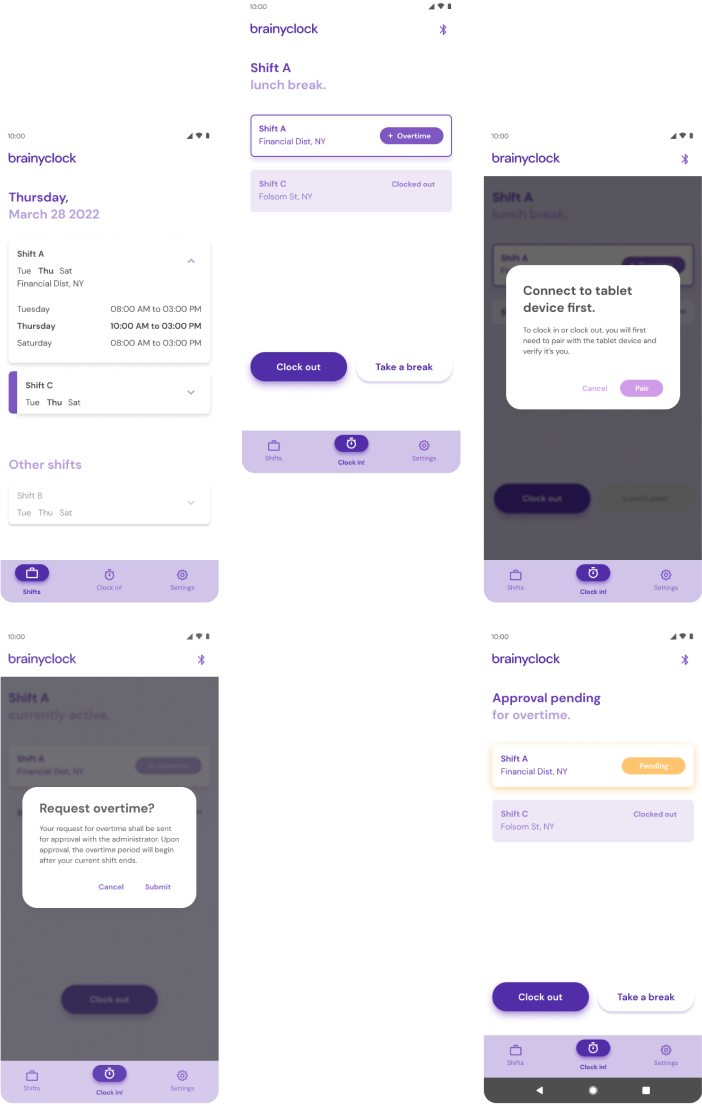 10:00
brainyclock
Thursday,
March 28 2022
Shift A
Tue Thu Sat
Financial Dist, NY
Tuesday 08:00 AM to 03:00 PM
Thursday 10:00 AM to 03:00 PM
Saturday 08:00 AM to 03:00 PM
Shift C
Tue Thu Sat
Other shifts
Shift B
Tue Thu Sat
Shifts Clock in! Settings
10:00
brainyclock
Shift A
lunch break.
Shift A
Financial Dist, NY
+ Overtime
Shift C
Folsom St, NY
Clocked out
Clock out Take a break
Shifts Clock in! Settings
10:00
brainyclock
Shift A
lunch break.
Shift A
Connect to tablet
device first.
To clock in or clock out, you will first
need to pair with the tablet device and
verify it's you.
Cancel Pair
Clock out Lunch over
Shifts Clock in! Settings
10:00
brainyclock
Shift A
currently active.
Shift A
Financial Dist, NY
Request overtime?
Your request for overtime shall be sent
for approval with the administrator. Upon
approval, the overtime period will begin
after your current shift ends.
Cancel Submit
Clock out
Shifts Clock in! Settings
10:00
brainyclock
Approval pending
for overtime.
Shift A
Financial Dist, NY
Pending
Shift C
Folsom St, NY
Clocked out
Clock out Take a break
Shifts Clock in! Settings